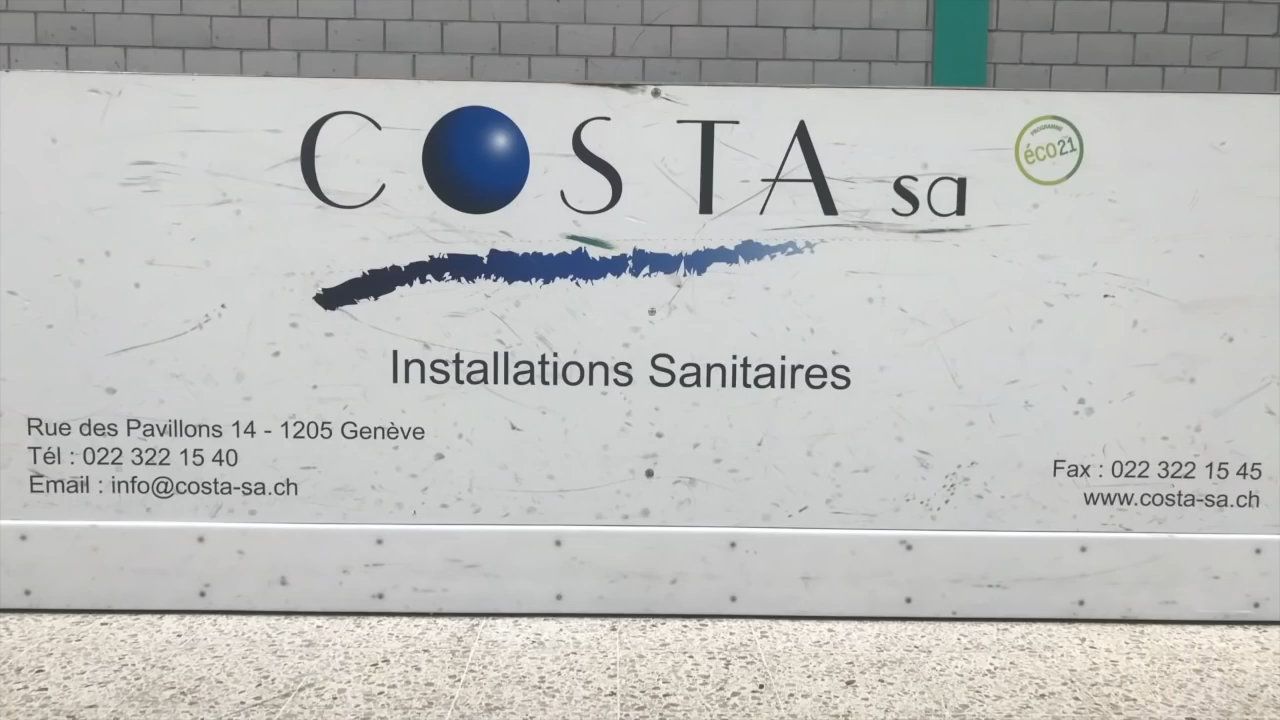 COSTA sa
PROGRAMME
éco21
Installations Sanitaires
Rue des Pavillons 14 - 1205 Genève
Tél : 022 322 15 40
Email : info@costa-sa.ch
Fax : 022 322 15 45
www.costa-sa.ch